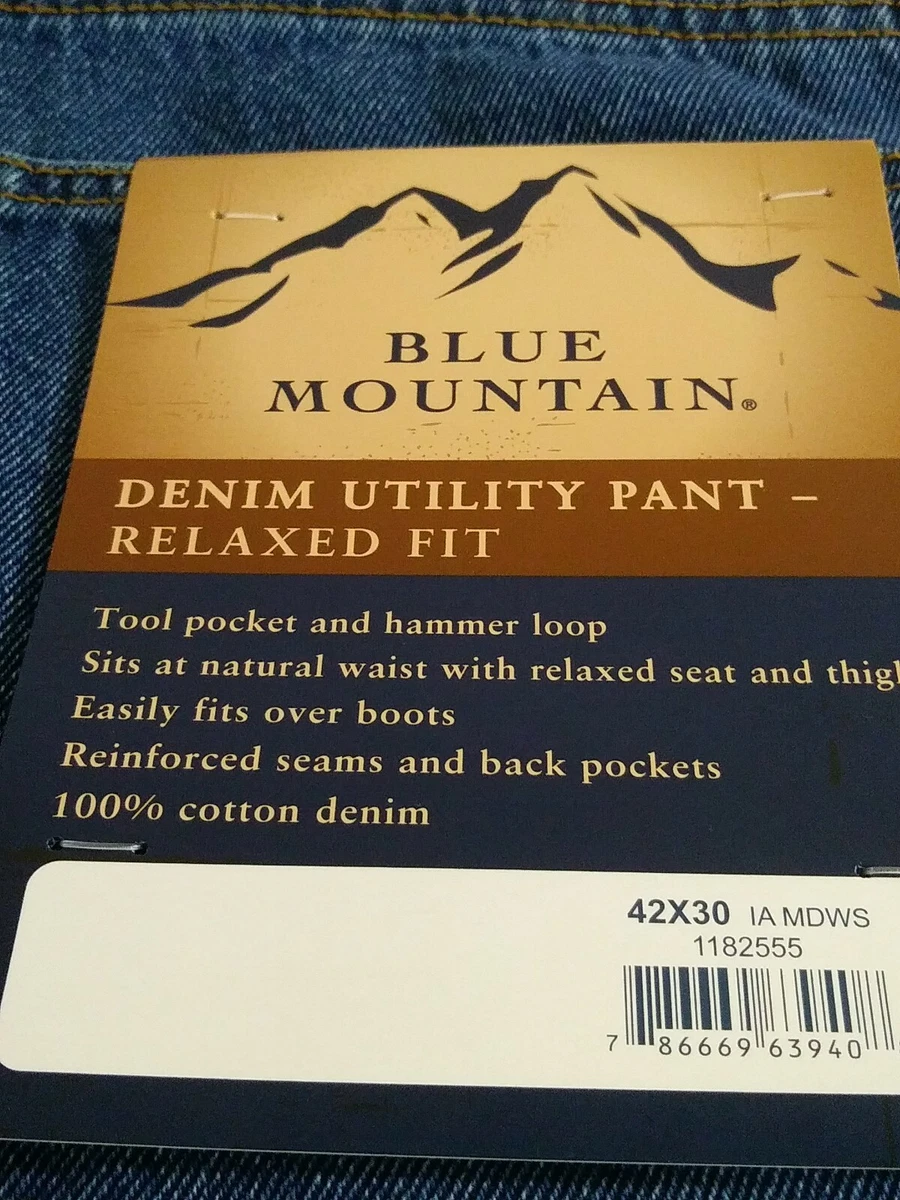 BLUE
MOUNTAIN®
DENIM UTILITY PANT –
RELAXED FIT
Tool pocket and hammer loop
Sits at natural waist with relaxed seat and
Easily fits over boots
Reinforced seams and back pockets
100% cotton denim
42X30 IA MDWS
1182555
7 86669 63940